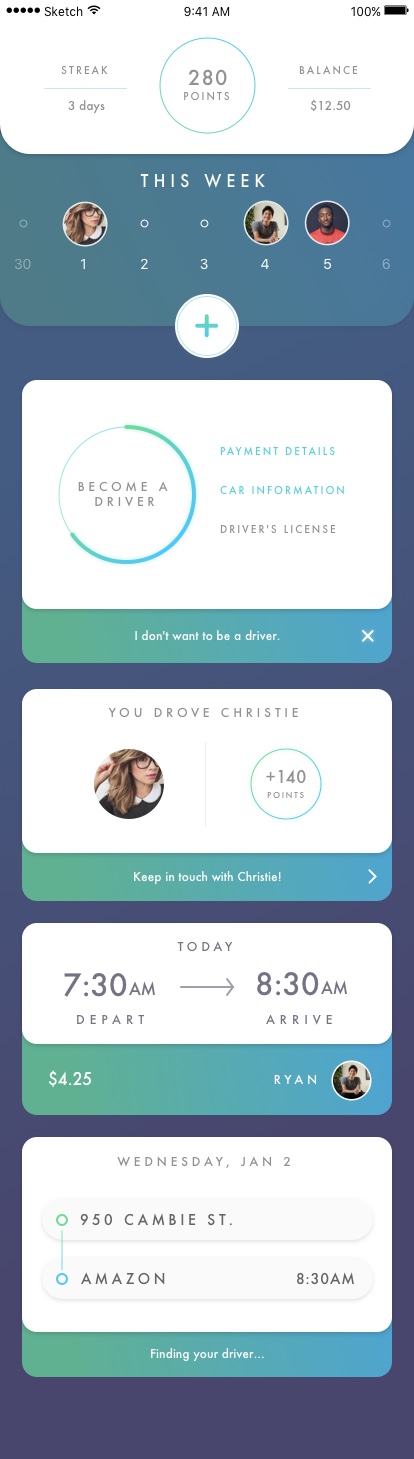 Sketch 9:41 AM 100%
STREAK
3 days
280
POINTS
BALANCE
$12.50
THIS WEEK
30 1 2 3 4 5 6
BECOME A
DRIVER
PAYMENT DETAILS
CAR INFORMATION
DRIVER'S LICENSE
I don't want to be a driver.
YOU DROVE CHRISTIE
+140
POINTS
Keep in touch with Christie!
TODAY
7:30AM 8:30AM
DEPART ARRIVE
$4.25 RYAN
WEDNESDAY, JAN 2
950 CAMBIE ST.
AMAZON 8:30AM
Finding your driver...